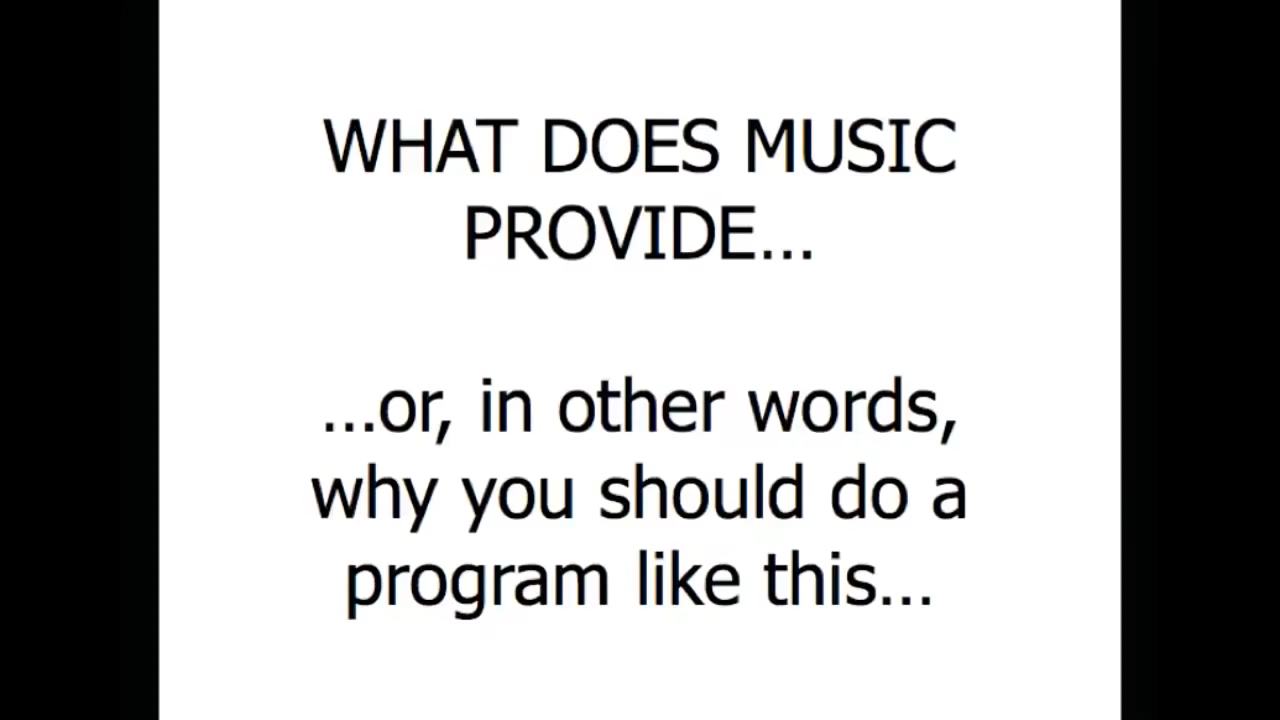 WHAT DOES MUSIC
PROVIDE...
...or, in other words,
why you should do a
program like this...